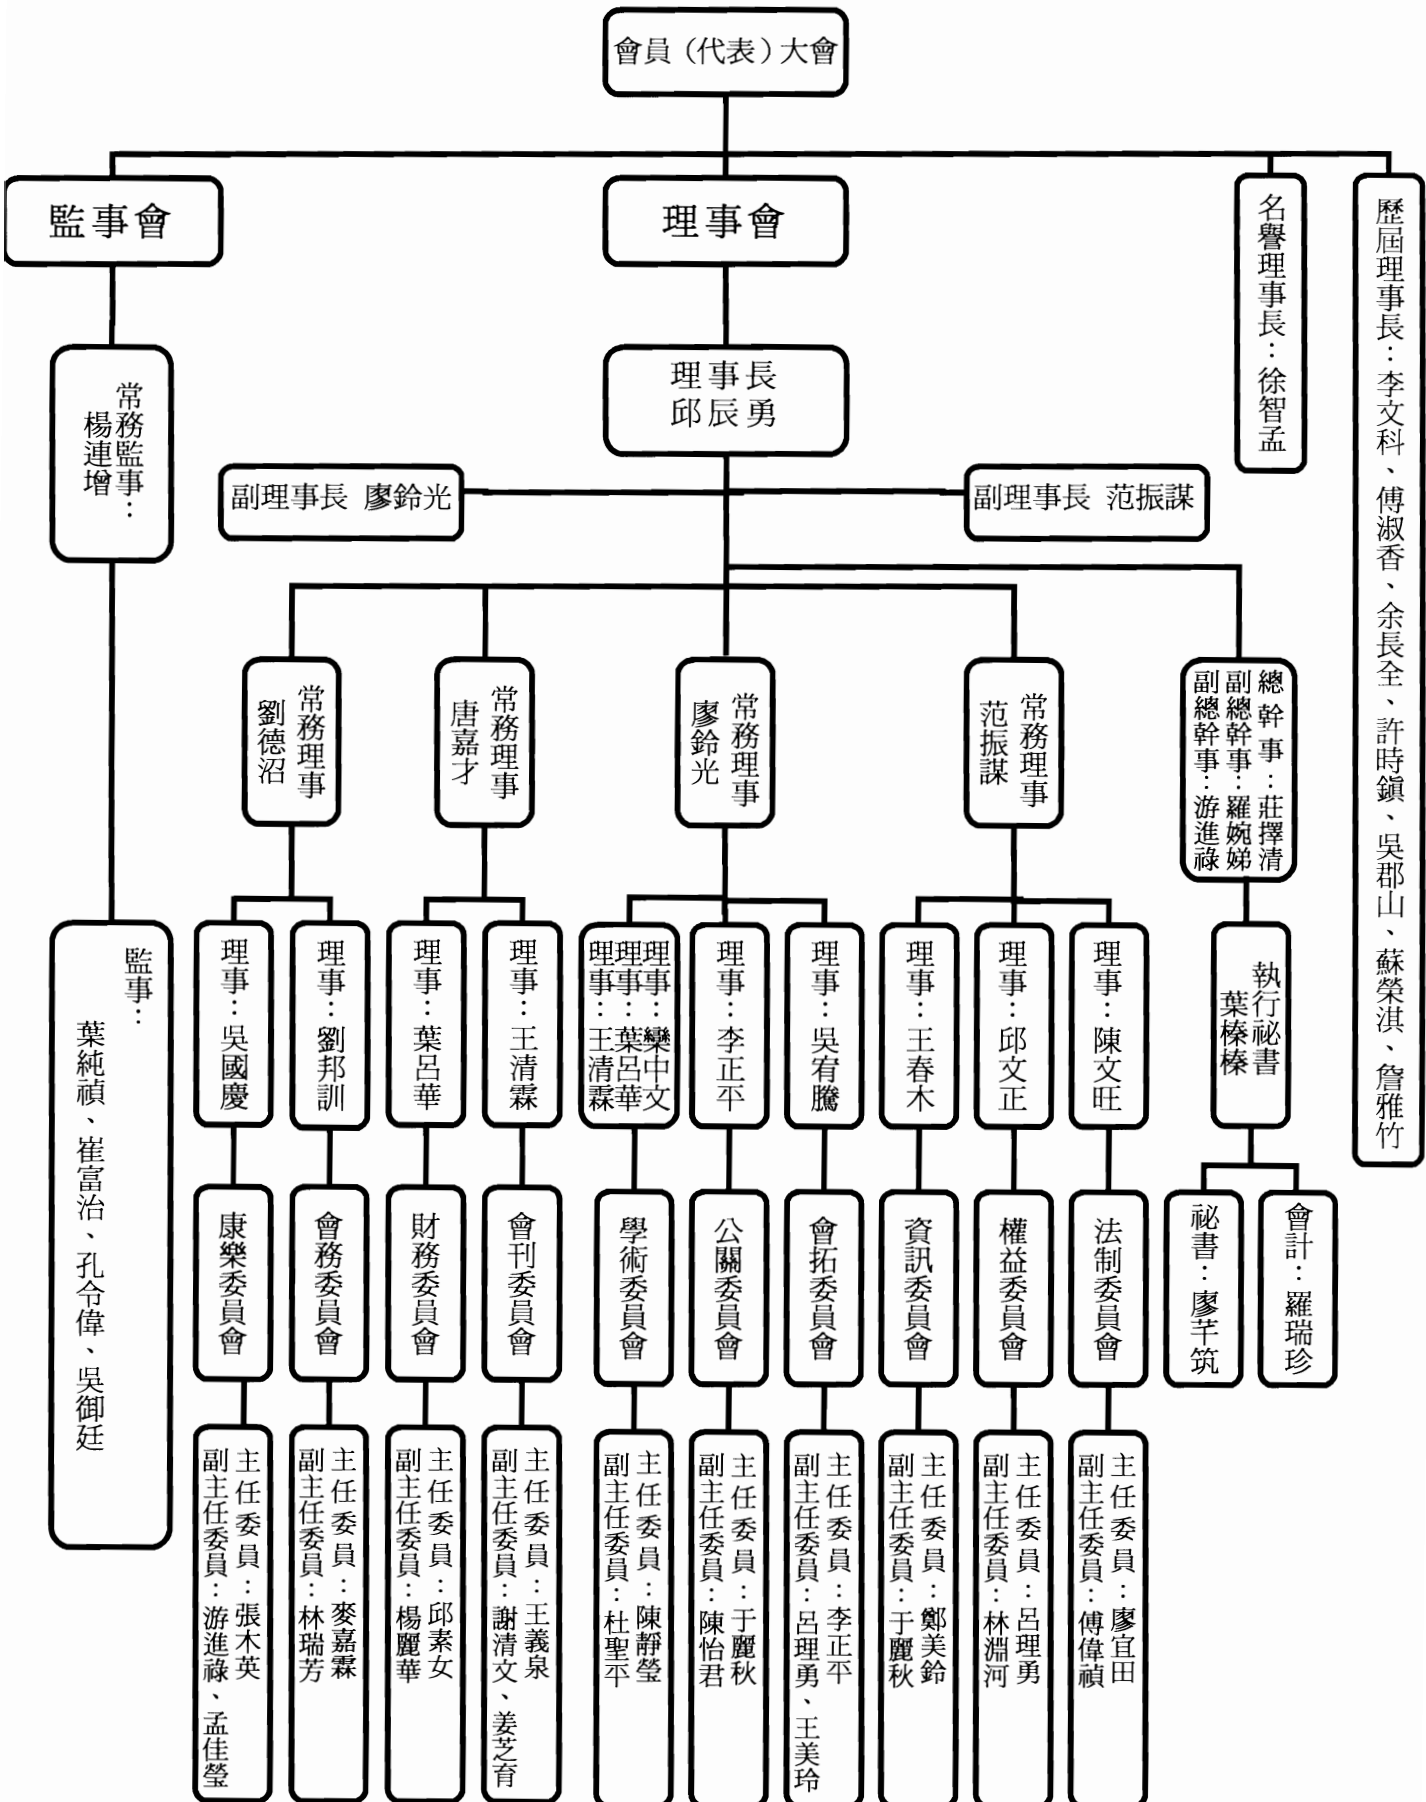 會員（代表）大會
監事會
理事會
名譽理事長：徐智孟
歷屆理事長：李文科、傅淑香、余長全、許時鎭、吳郡山、蘇榮淇、詹雅竹
常務監事：
楊連增
理事長
邱辰勇
副理事長 廖鈴光
副理事長 范振謀
常務理事
劉德沼
常務理事
唐嘉才
常務理事
廖鈴光
常務理事
范振謀
總幹事：莊擇清
副總幹事：羅婉娣
副總幹事：游進祿
監事：
葉純禎、崔富治、孔令偉、吳御廷
理事：吳國慶
理事：劉邦訓
理事：葉呂華
理事：王清霖
理事：欒中文
理事：葉呂華
理事：王清霖
理事：李正平
理事：吳宥騰
理事：王春木
理事：邱文正
理事：陳文旺
執行祕書
葉榛榛
康樂委員會
會務委員會
財務委員會
會刊委員會
學術委員會
公關委員會
會拓委員會
資訊委員會
權益委員會
法制委員會
祕書：廖芊筑
會計：羅瑞珍
主任委員：張木英
副主任委員：游進祿、孟佳瑩
主任委員：麥嘉霖
副主任委員：林瑞芳
主任委員：邱素女
副主任委員：楊麗華
主任委員：王義泉
副主任委員：謝清文、姜芝育
主任委員：陳靜瑩
副主任委員：杜聖平
主任委員：于麗秋
副主任委員：陳怡君
主任委員：李正平
副主任委員：呂理勇、王美玲
主任委員：鄭美鈴
副主任委員：于麗秋
主任委員：呂理勇
副主任委員：林淵河
主任委員：廖宜田
副主任委員：傅偉禎